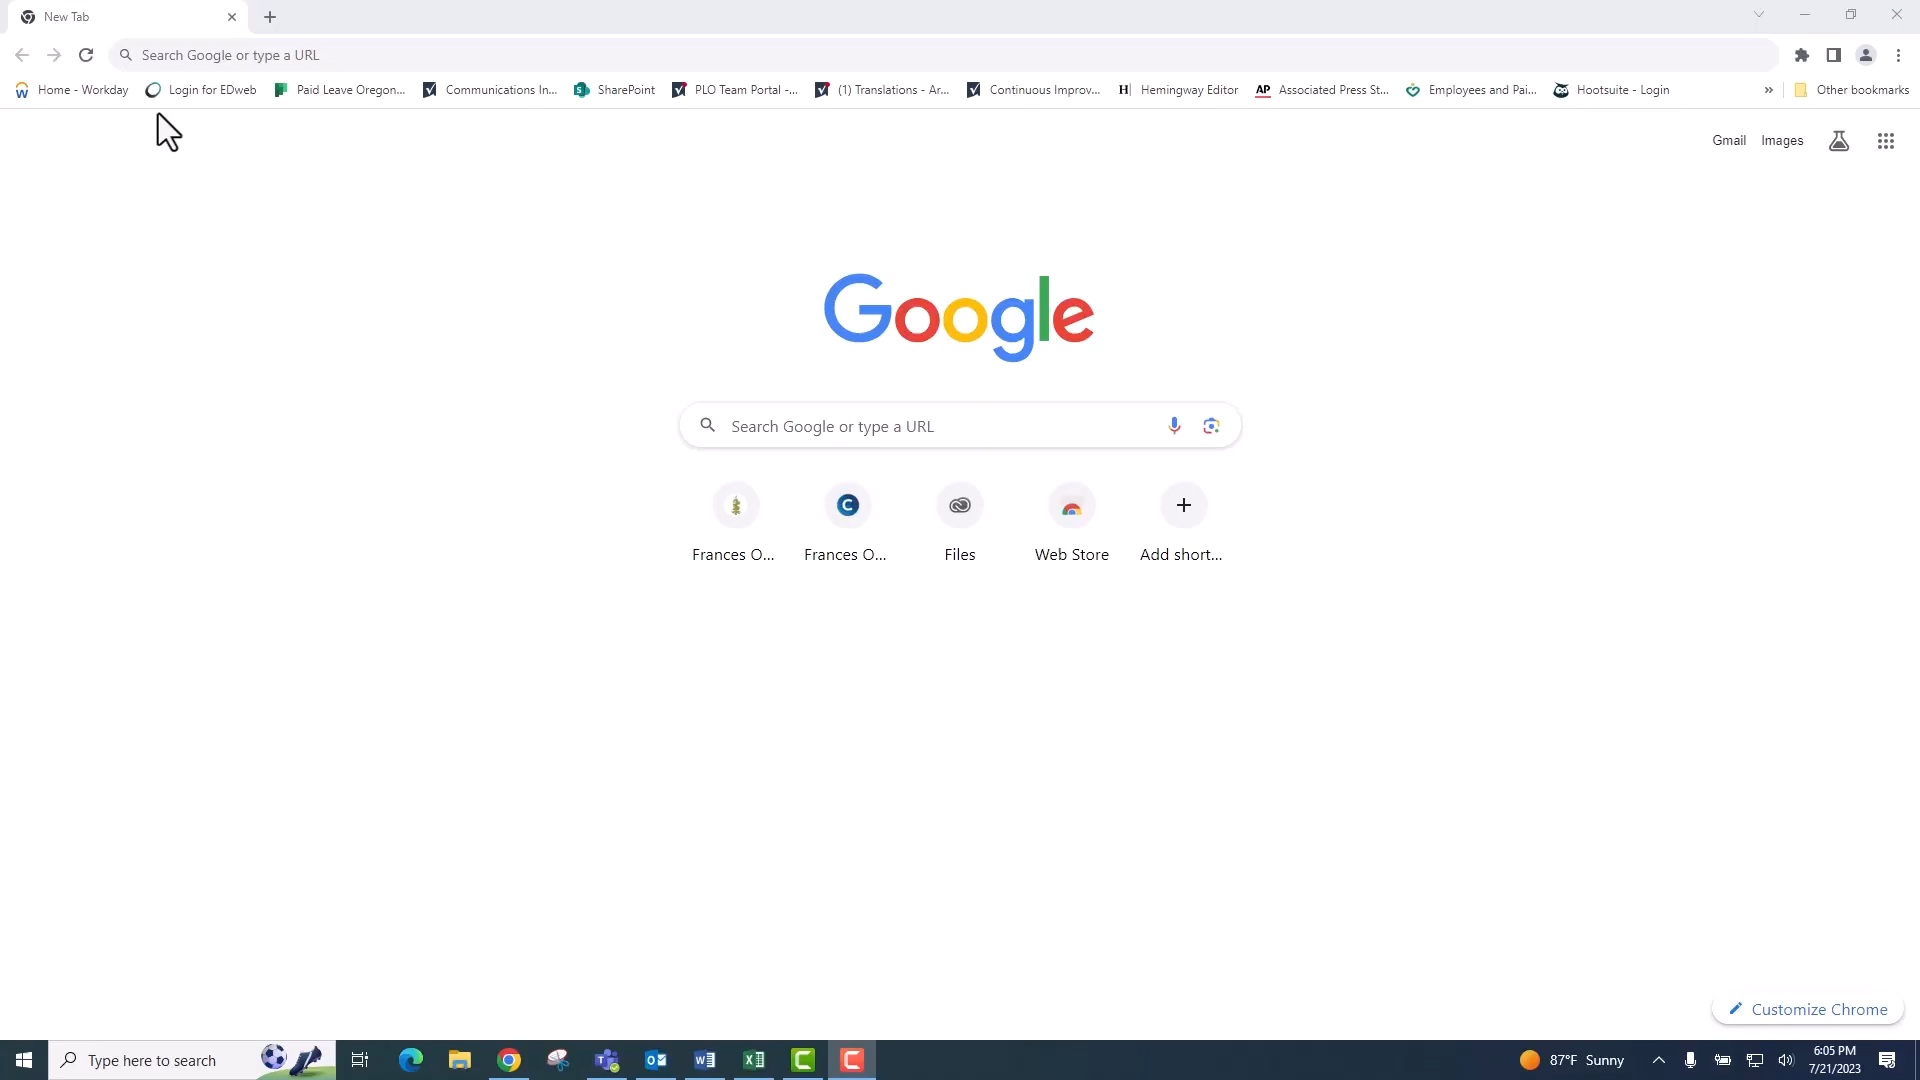 New Tab
Search Google or type a URL
Home - Workday Login for EDweb Paid Leave Oregon... Communications In... SharePoint PLO Team Portal -... (1) Translations - Ar... Continuous Improv... H Hemingway Editor AP Associated Press St... Employees and Pai... Hootsuite - Login » Other bookmarks
Gmail Images
Google
Search Google or type a URL
Frances O... Frances O... Files Web Store Add short...
Customize Chrome
Type here to search
87°F Sunny
6:05 PM
7/21/2023